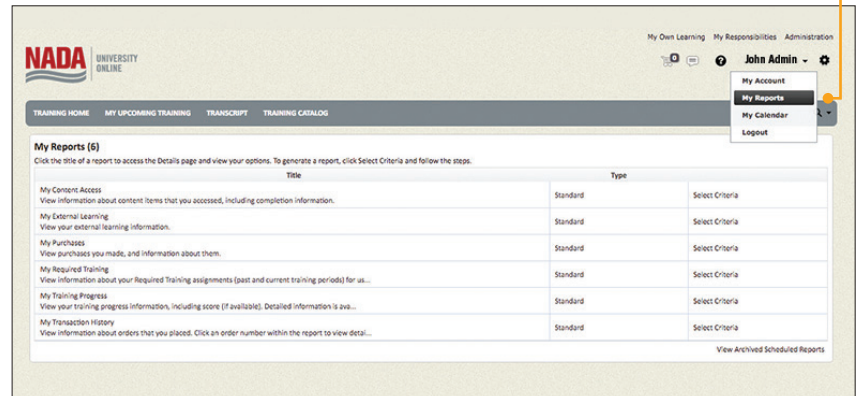 My Own Learning My Responsibilities Administration
NADA UNIVERSITY
ONLINE
0 ? John Admin
My Account
My Reports
My Calendar
Logout
TRAINING HOME MY UPCOMING TRAINING TRANSCRIPT TRAINING CATALOG
My Reports (6)
Click the title of a report to access the Details page and view your options. To generate a report, click Select Criteria and follow the steps.
Title Type
My Content Access
View information about content items that you accessed, including completion information. Standard Select Criteria
My External Learning
View your external learning information. Standard Select Criteria
My Purchases
View purchases you made, and information about them. Standard Select Criteria
My Required Training
View information about your Required Training assignments (past and current training periods) for us... Standard Select Criteria
My Training Progress
View your training progress information, including score (if available). Detailed information is ava... Standard Select Criteria
My Transaction History
View information about orders that you placed. Click an order number within the report to view detai... Standard Select Criteria
View Archived Scheduled Reports